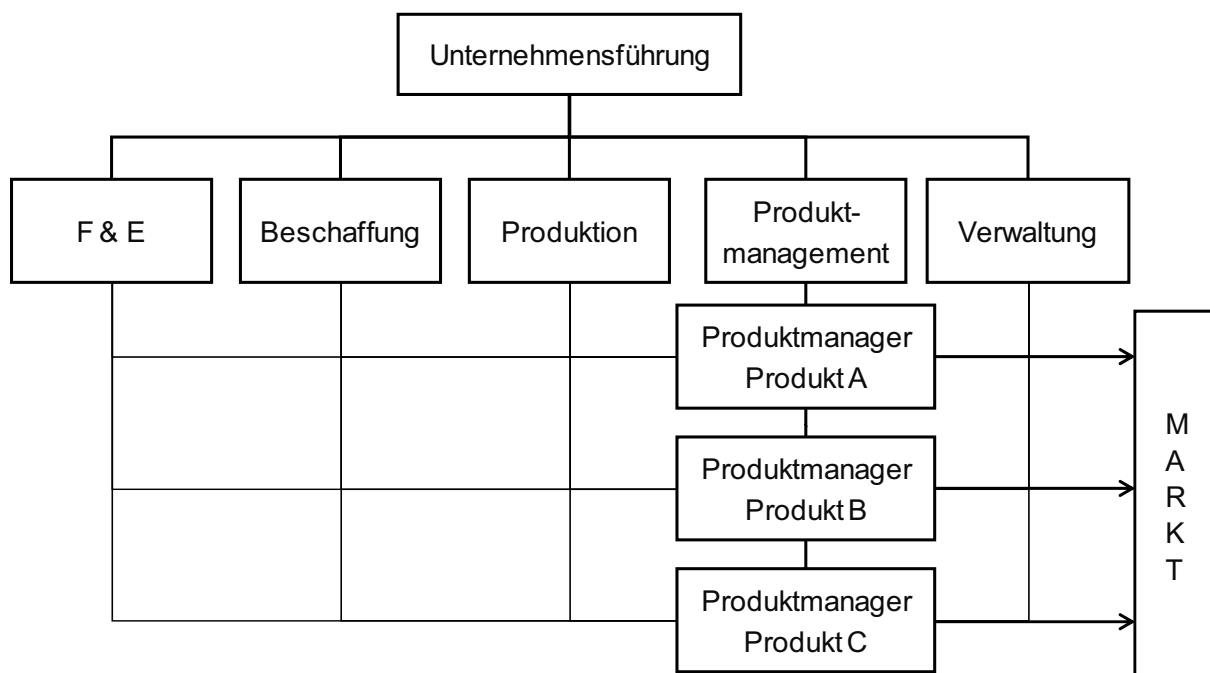 Unternehmensführung
F & E
Beschaffung
Produktion
Produkt-
management
Verwaltung
Produktmanager
Produkt A
Produktmanager
Produkt B
Produktmanager
Produkt C
M
A
R
K
T